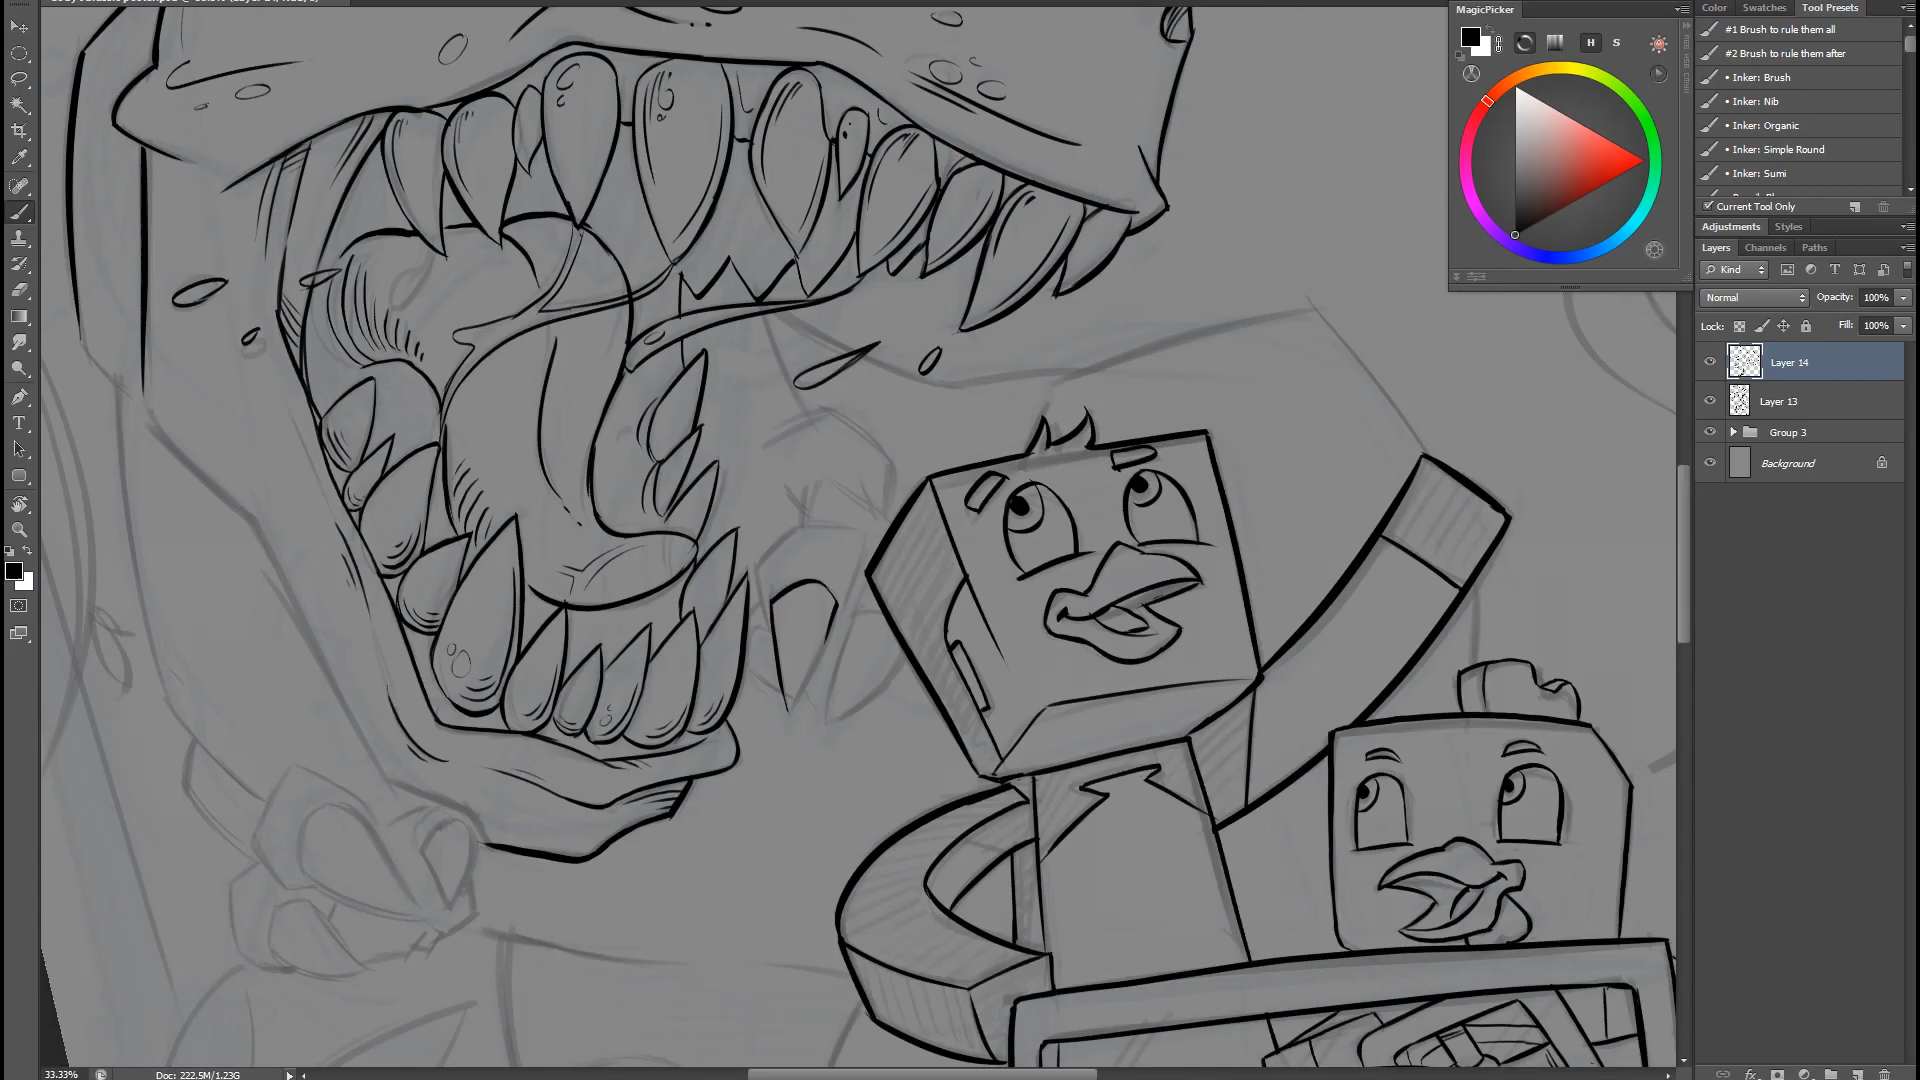 MagicPicker
H
S
Color
Swatches
Tool Presets
#1 Brush to rule them all
#2 Brush to rule them after
• Inker: Brush
• Inker: Nib
• Inker: Organic
• Inker: Simple Round
• Inker: Sumi
Current Tool Only
Adjustments
Styles
Layers
Channels
Paths
Kind
Normal
Opacity:
100%
Lock:
Fill:
100%
Layer 14
Layer 13
Group 3
Background
33.33%
Doc: 222.5M/1.23G